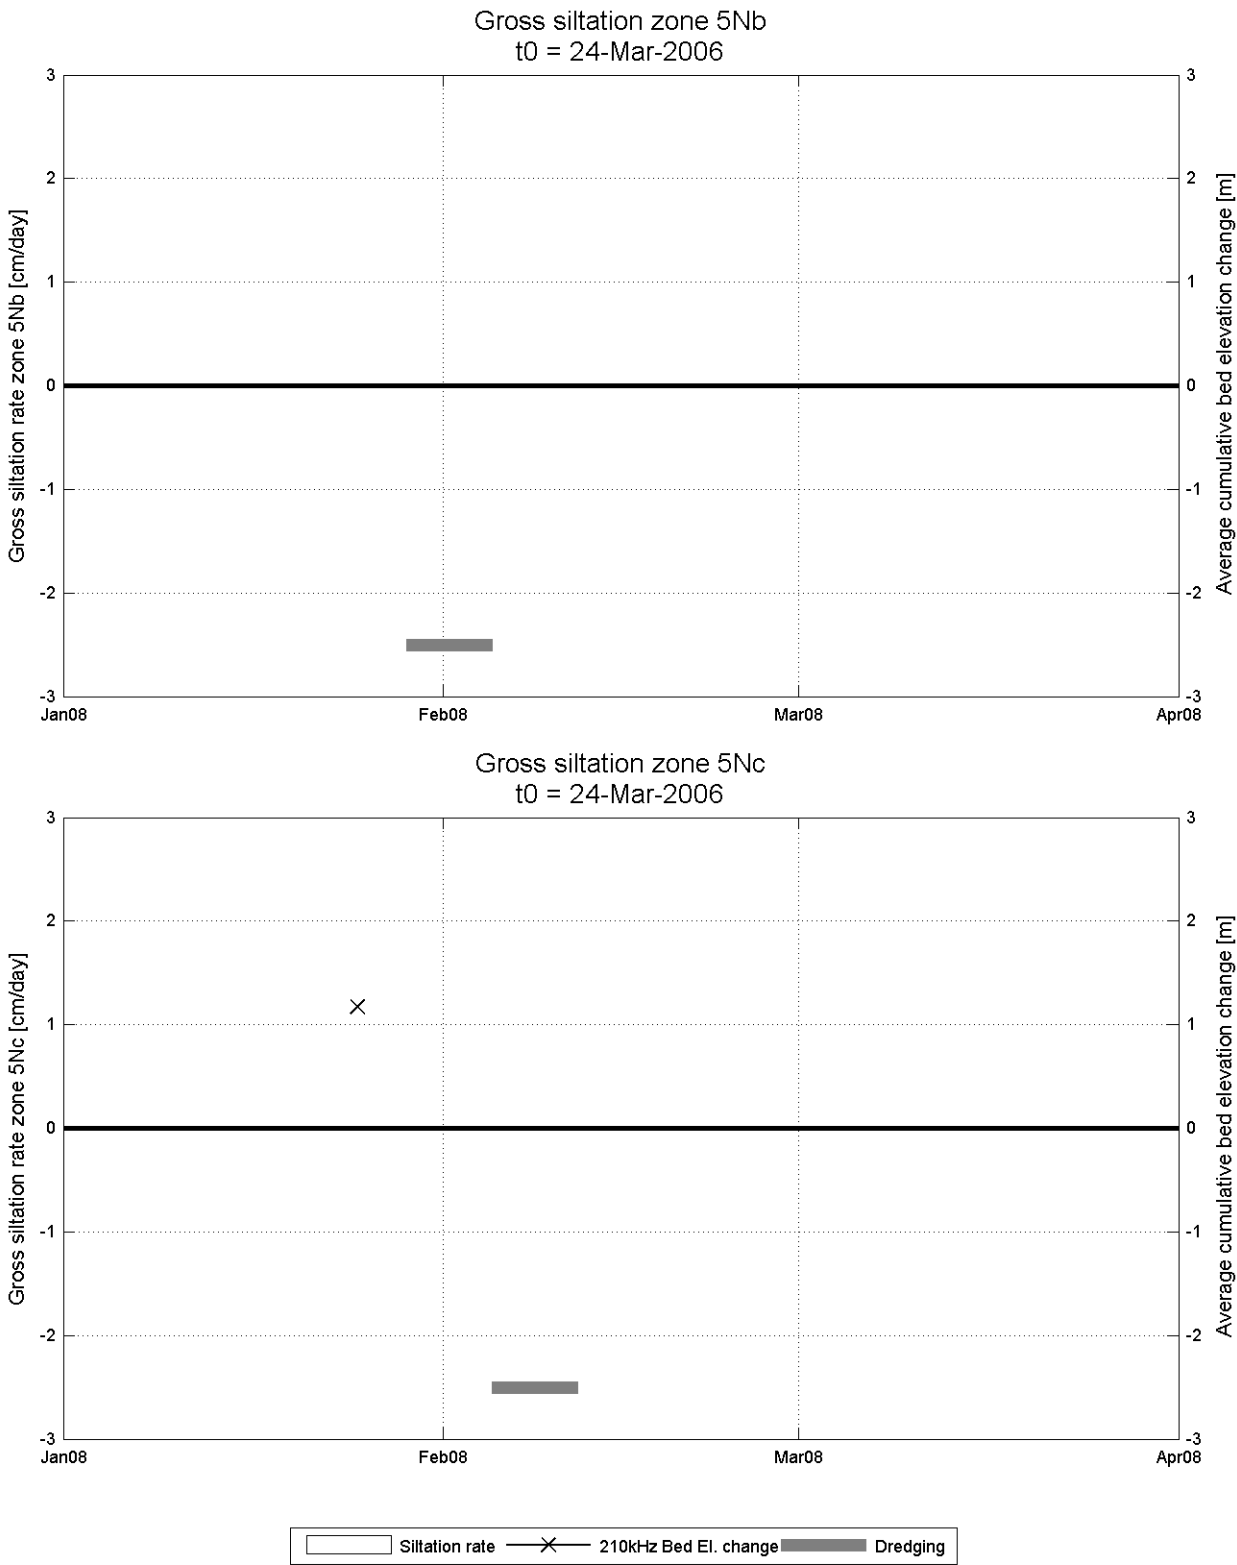 Gross siltation zone 5Nb
t0 = 24-Mar-2006
Gross siltation rate zone 5Nb [cm/day]
3
2
1
0
-1
-2
-3
3
2
1
0
-1
-2
-3
Average cumulative bed elevation change [m]
Jan08 Feb08 Mar08 Apr08
Gross siltation zone 5Nc
t0 = 24-Mar-2006
Gross siltation rate zone 5Nc [cm/day]
3
2
1
0
-1
-2
-3
3
2
1
0
-1
-2
-3
Average cumulative bed elevation change [m]
Jan08 Feb08 Mar08 Apr08
Siltation rate 210kHz Bed El. change Dredging